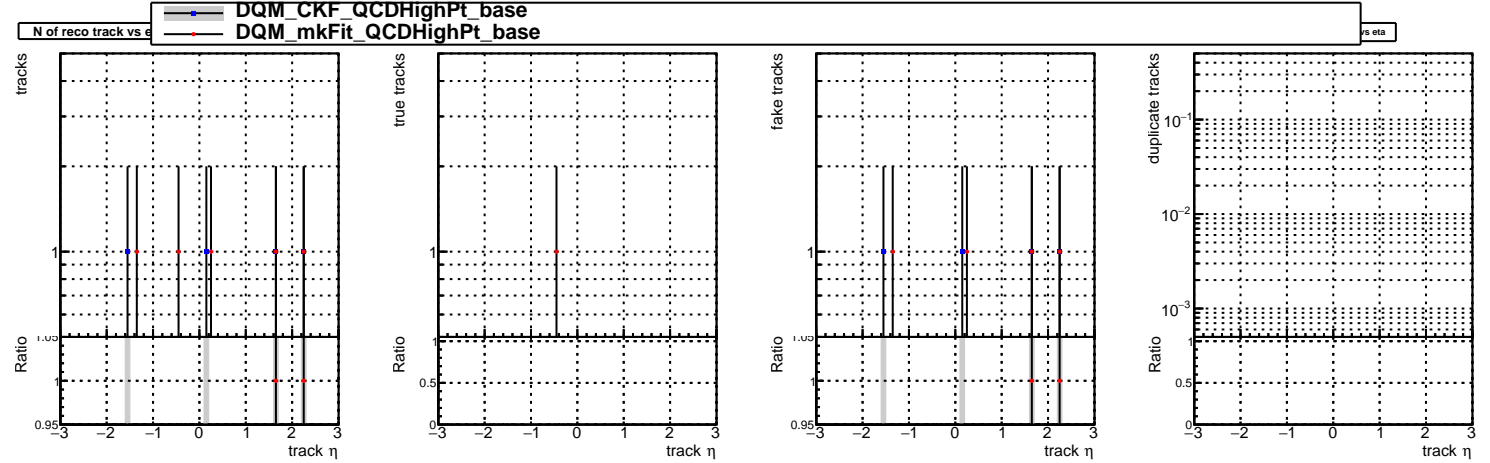 DQM_CKF_QCDHighPt_base
DQM_mkFit_QCDHighPt_base
N of reco track vs e
vs eta
tracks
1
Ratio
1.05
1
0.95
−3 −2 −1 0 1 2 3
track η
true tracks
1
Ratio
1
0.5
0
−3 −2 −1 0 1 2 3
track η
fake tracks
1
Ratio
1.05
1
0.95
−3 −2 −1 0 1 2 3
track η
duplicate tracks
10−1
10−2
10−3
Ratio
1
0.5
0
−3 −2 −1 0 1 2 3
track η